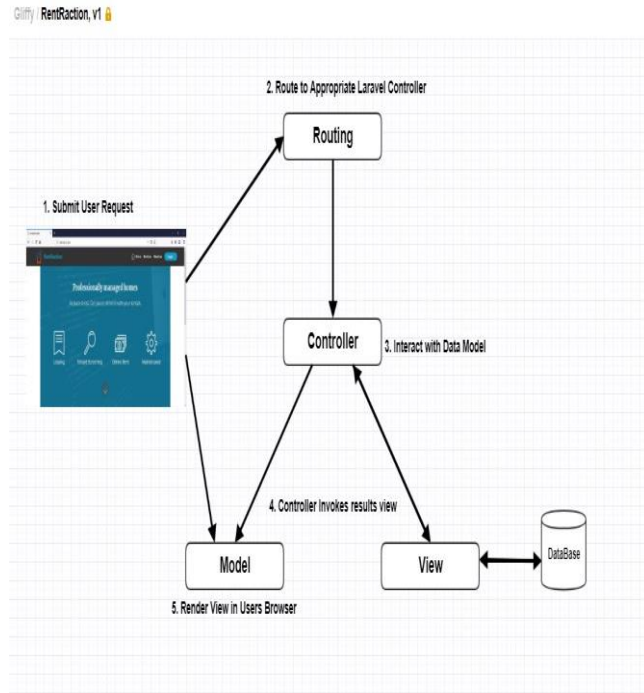 Gliffy / RentRaction, v1
2. Route to Appropriate Laravel Controller
Routing
1. Submit User Request
Professionally managed homes
Controller
3. Interact with Data Model
4. Controller Invokes results view
Model
View
DataBase
5. Render View in Users Browser